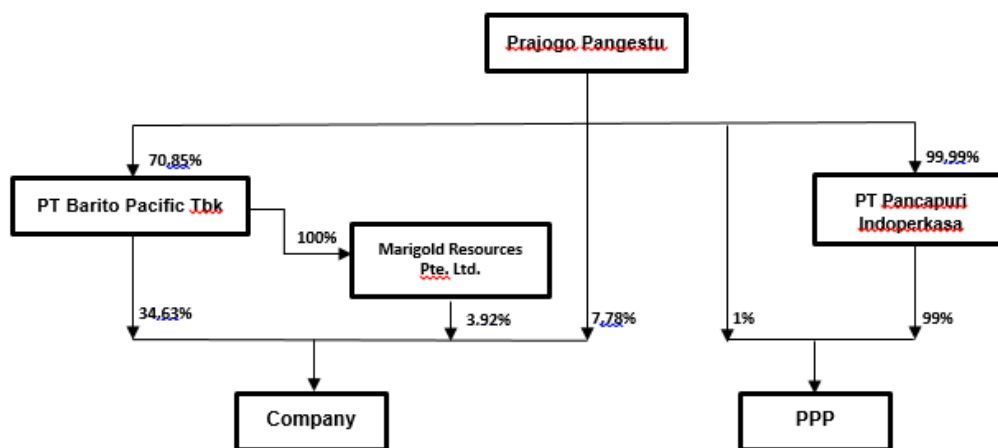 Prajogo Pangestu
70,85%
99,99%
PT Barito Pacific Tbk
PT Pancapuri
Indoperkasa
100%
Marigold Resources
Pte. Ltd.
34,63%
3.92%
7,78%
1%
99%
Company
PPP